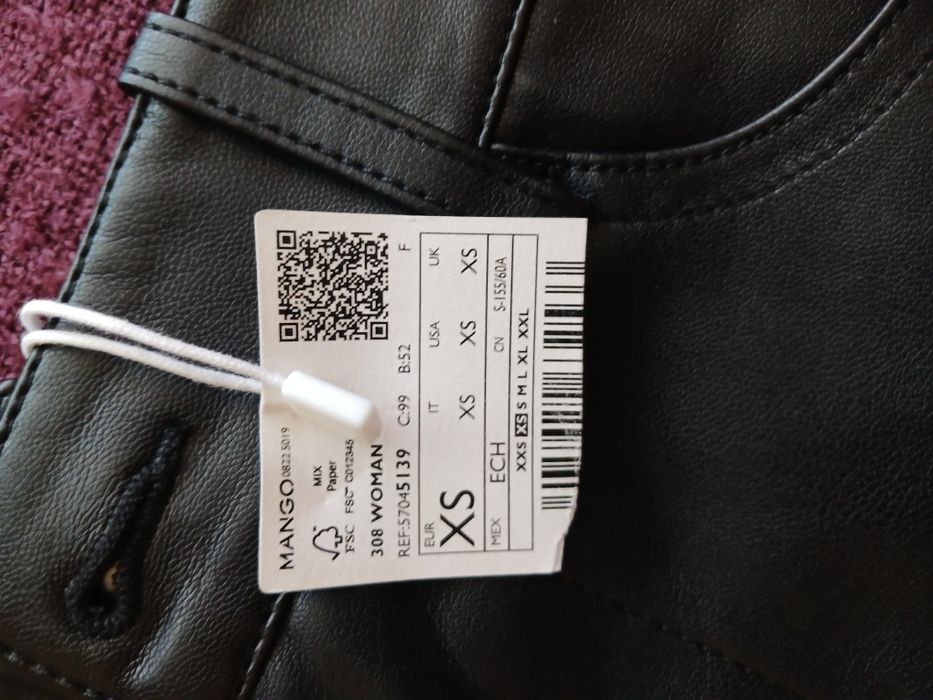 MANGO 0822 S019
MIX
Paper
FSC FSC® C012345
308 WOMAN
REF:57045139 C:99 B:52 F
EUR IT USA UK
XS XS XS XS
MEX ECH CN S-155/60A
XXS XS S M L XL XXL